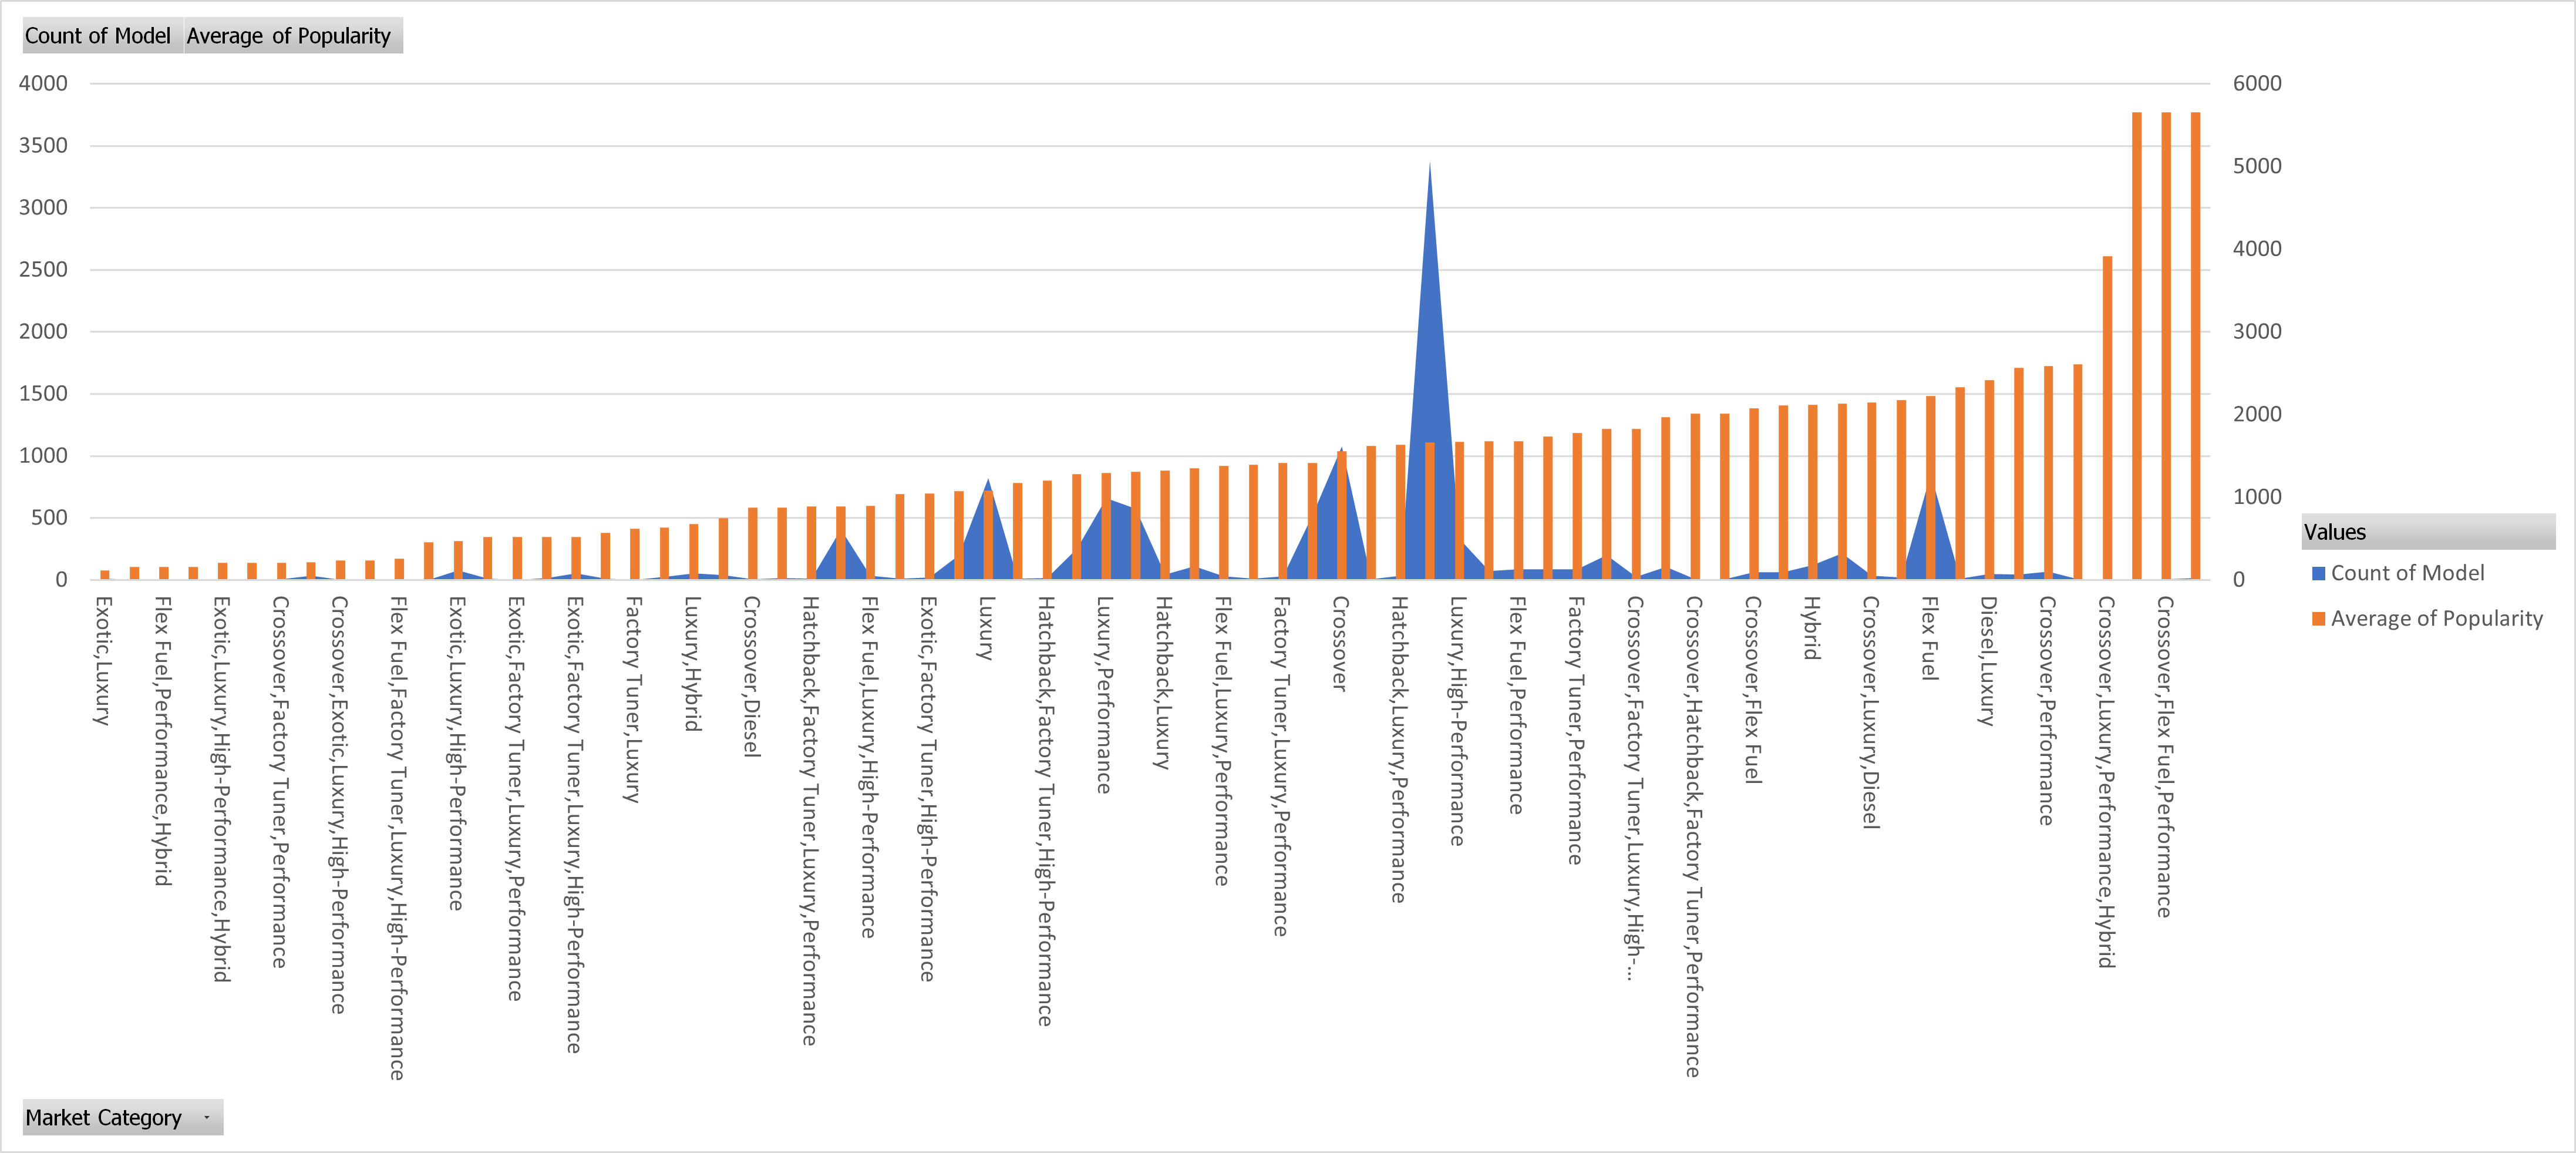 Count of Model Average of Popularity
4000
3500
3000
2500
2000
1500
1000
500
0
6000
5000
4000
3000
2000
1000
0
Exotic,Luxury
Flex Fuel,Performance,Hybrid
Exotic,Luxury,High-Performance,Hybrid
Crossover,Factory Tuner,Performance
Crossover,Exotic,Luxury,High-Performance
Flex Fuel,Factory Tuner,Luxury,High-Performance
Exotic,Luxury,High-Performance
Exotic,Factory Tuner,Luxury,Performance
Exotic,Factory Tuner,Luxury,High-Performance
Factory Tuner,Luxury
Luxury,Hybrid
Crossover,Diesel
Hatchback,Factory Tuner,Luxury,Performance
Flex Fuel,Luxury,High-Performance
Exotic,Factory Tuner,High-Performance
Luxury
Hatchback,Factory Tuner,High-Performance
Luxury,Performance
Hatchback,Luxury
Flex Fuel,Luxury,Performance
Factory Tuner,Luxury,Performance
Crossover
Hatchback,Luxury,Performance
Luxury,High-Performance
Flex Fuel,Performance
Factory Tuner,Performance
Crossover,Factory Tuner,Luxury,High-...
Crossover,Hatchback,Factory Tuner,Performance
Crossover,Flex Fuel
Hybrid
Crossover,Luxury,Diesel
Flex Fuel
Diesel,Luxury
Crossover,Performance
Crossover,Luxury,Performance,Hybrid
Crossover,Flex Fuel,Performance
Values
Count of Model
Average of Popularity
Market Category